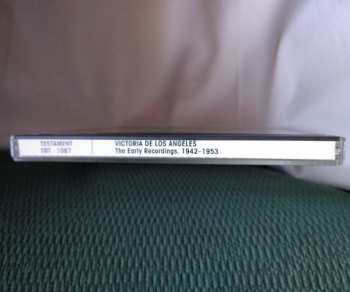 TESTAMENT
SBT 1087
VICTORIA DE LOS ANGELES
The Early Recordings, 1942-1953